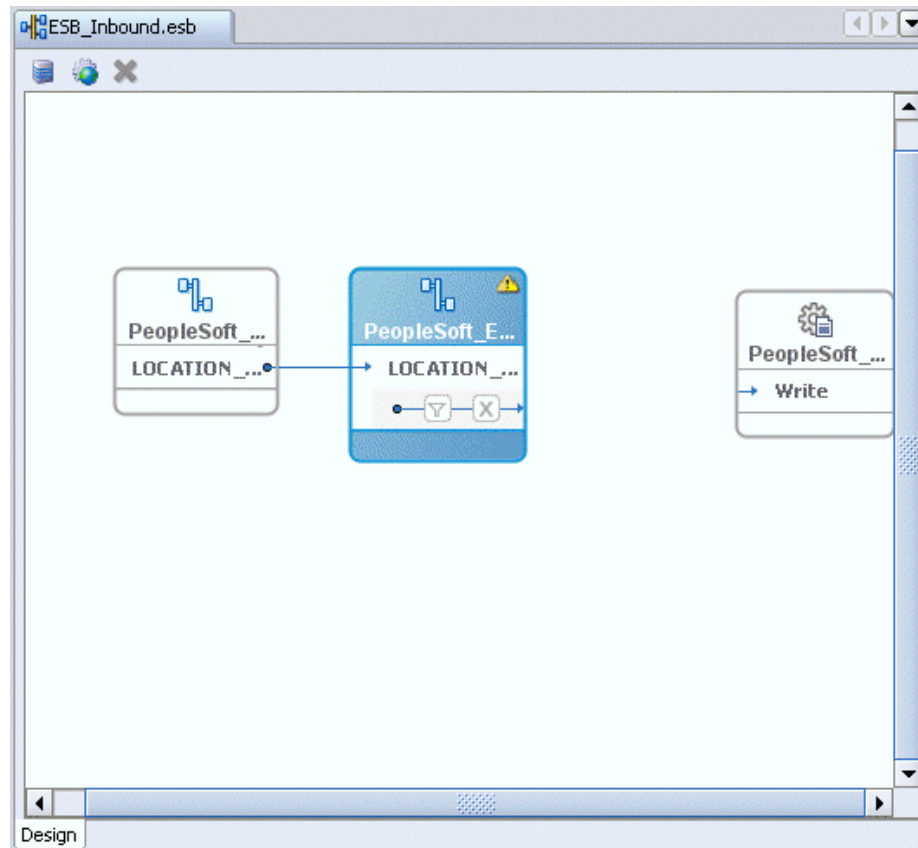 ESB_Inbound.esb
PeopleSoft_...
LOCATION_...
PeopleSoft_E...
LOCATION_...
PeopleSoft_...
Write
Design